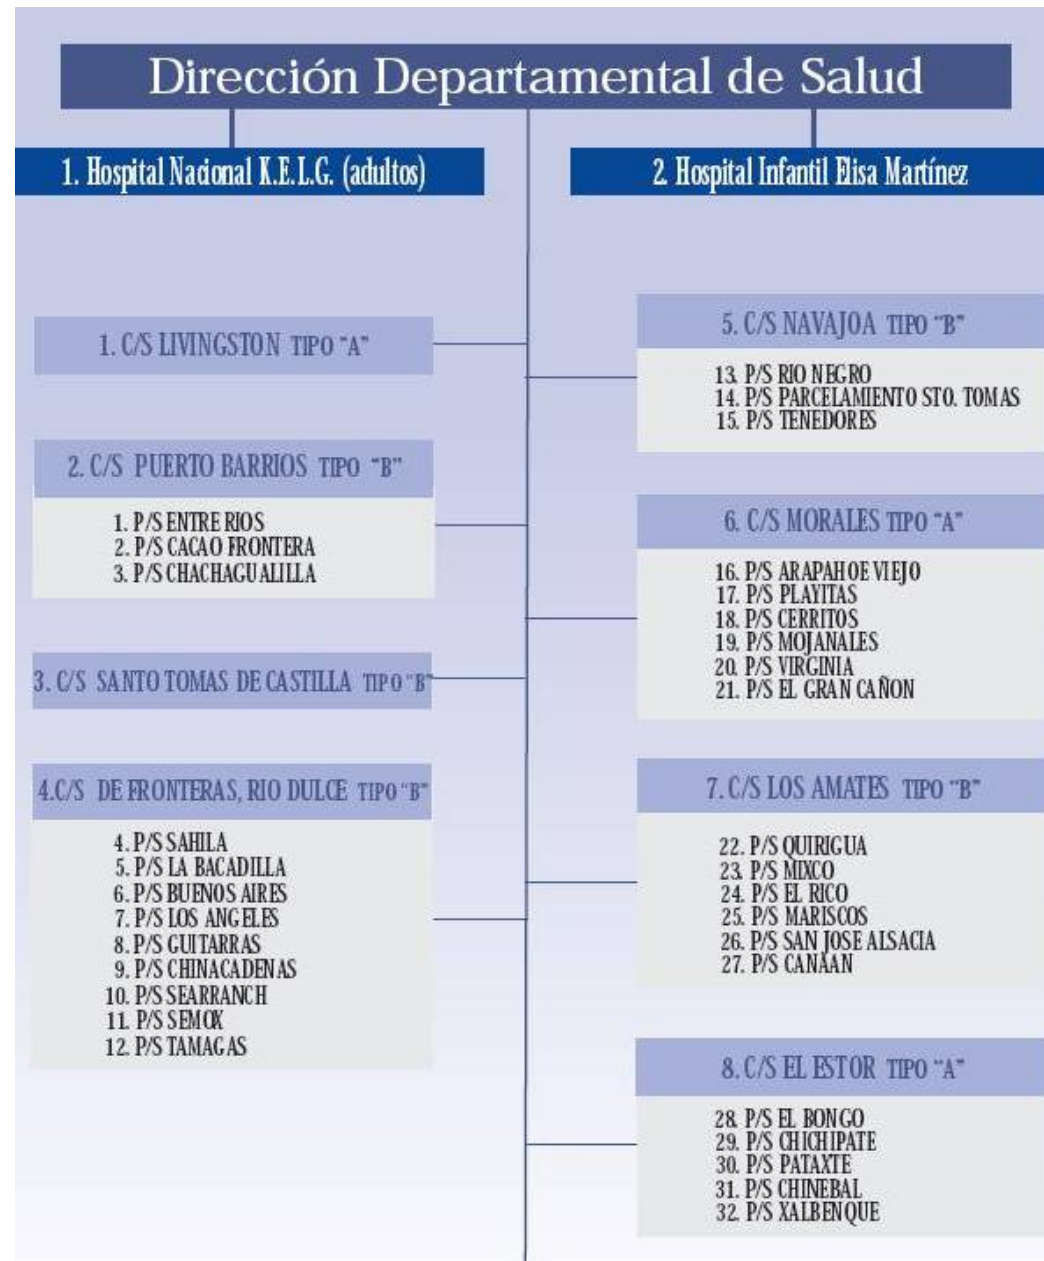 Dirección Departamental de Salud
1. Hospital Nacional K.E.L.G. (adultos)
2. Hospital Infantil Elisa Martínez
1. C/S LIVINGSTON TIPO "A"
2. C/S PUERTO BARRIOS TIPO "B"
1. P/S ENTRE RIOS
2. P/S CACAO FRONTERA
3. P/S CHACHAGUALILLA
3. C/S SANTO TOMAS DE CASTILLA TIPO "B"
4.C/S DE FRONTERAS, RIO DULCE TIPO "B"
4. P/S SAHILA
5. P/S LA BACADILLA
6. P/S BUENOS AIRES
7. P/S LOS ANGELES
8. P/S GUITARRAS
9. P/S CHINACADENAS
10. P/S SEARRANCH
11. P/S SEMOX
12. P/S TAMAGAS
5. C/S NAVAJOA TIPO "B"
13. P/S RIO NEGRO
14. P/S PARCELAMIENTO STO. TOMAS
15. P/S TENEDORES
6. C/S MORALES TIPO "A"
16. P/S ARAPAHOE VIEJO
17. P/S PLAYITAS
18. P/S CERRITOS
19. P/S MOJANALES
20. P/S VIRGINIA
21. P/S EL GRAN CAÑON
7. C/S LOS AMATES TIPO "B"
22. P/S QUIRIGUA
23. P/S MIXCO
24. P/S EL RICO
25. P/S MARISCOS
26. P/S SAN JOSE ALSACIA
27. P/S CANAAN
8. C/S EL ESTOR TIPO "A"
28. P/S EL BONGO
29. P/S CHICHIPATE
30. P/S PATAXTE
31. P/S CHINEBAL
32. P/S XALBENQUE